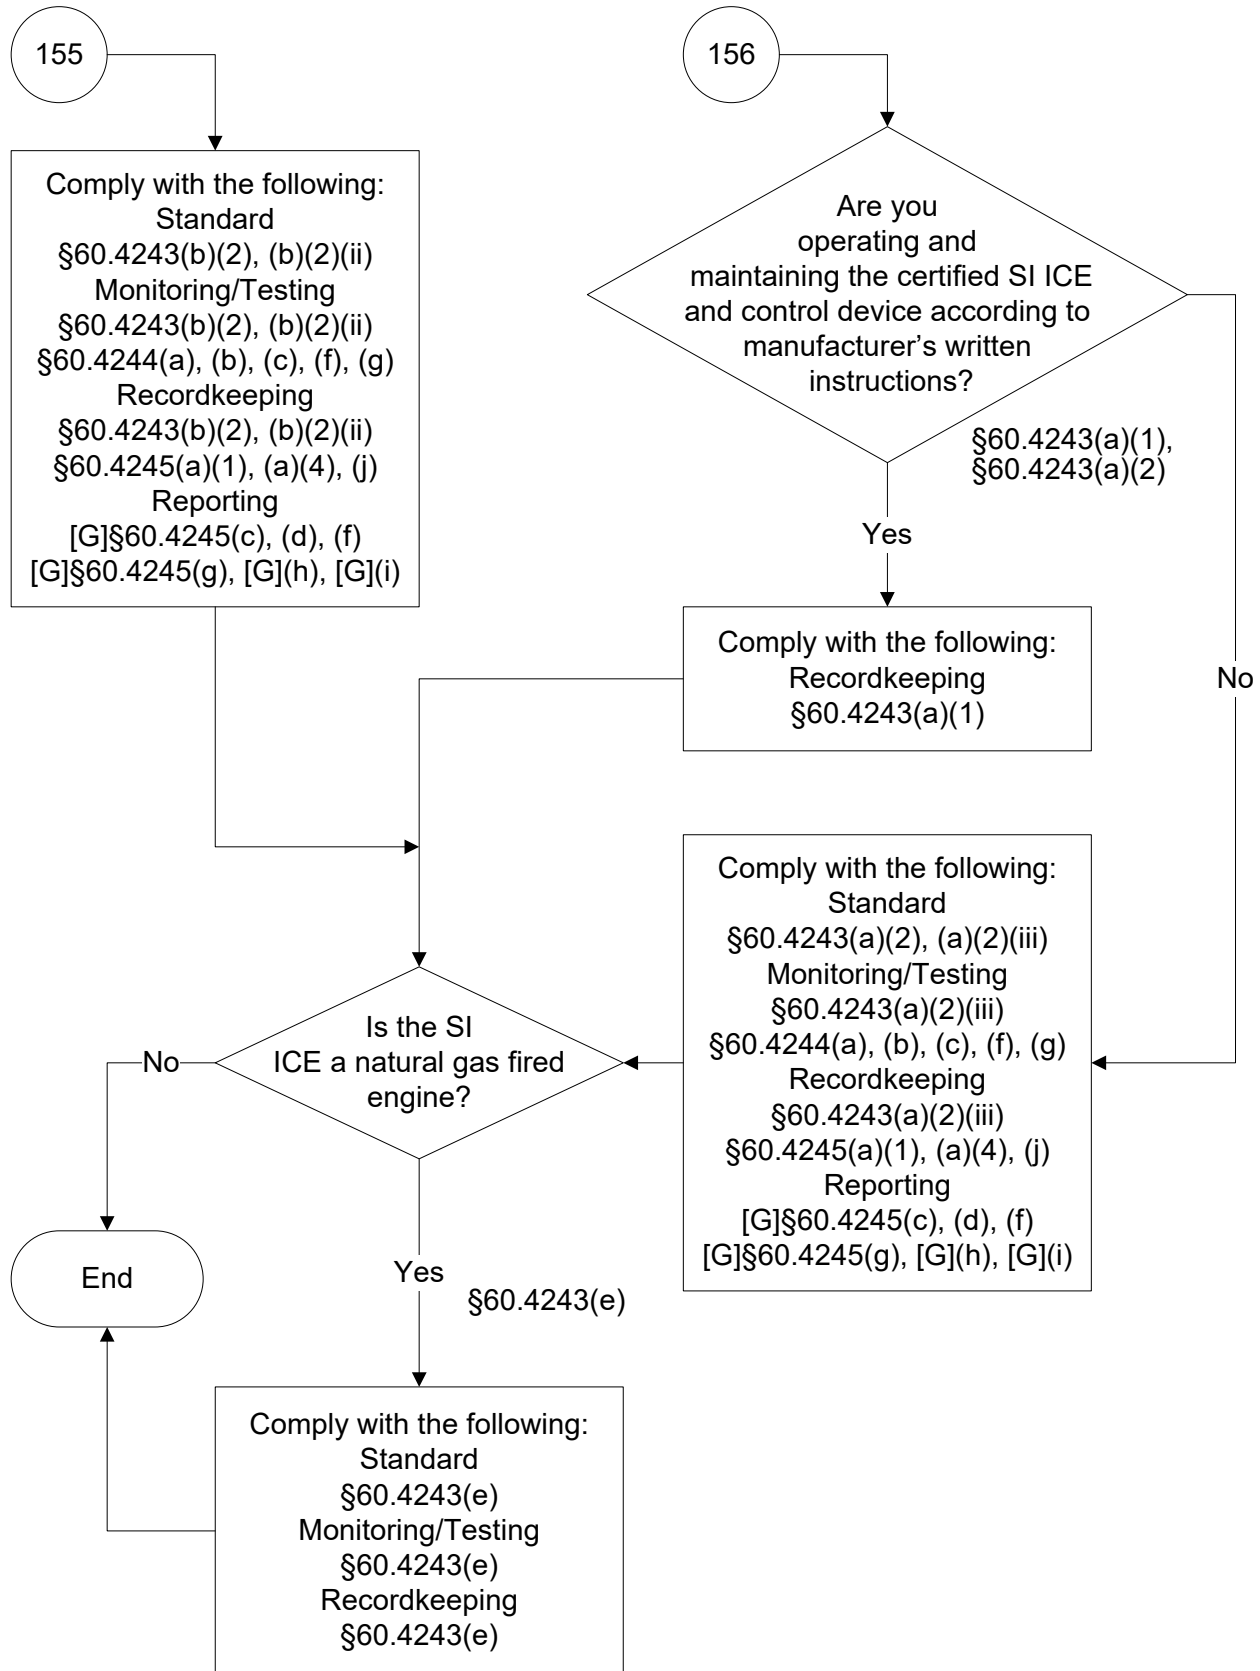 155
Comply with the following:
Standard
§60.4243(b)(2), (b)(2)(ii)
Monitoring/Testing
§60.4243(b)(2), (b)(2)(ii)
§60.4244(a), (b), (c), (f), (g)
Recordkeeping
§60.4243(b)(2), (b)(2)(ii)
§60.4245(a)(1), (a)(4), (j)
Reporting
[G]§60.4245(c), (d), (f)
[G]§60.4245(g), [G](h), [G](i)
156
Are you
operating and
maintaining the certified SI ICE
and control device according to
manufacturer's written
instructions?
§60.4243(a)(1),
§60.4243(a)(2)
Yes
No
Comply with the following:
Recordkeeping
§60.4243(a)(1)
Comply with the following:
Standard
§60.4243(a)(2), (a)(2)(iii)
Monitoring/Testing
§60.4243(a)(2)(iii)
§60.4244(a), (b), (c), (f), (g)
Recordkeeping
§60.4243(a)(2)(iii)
§60.4245(a)(1), (a)(4), (j)
Reporting
[G]§60.4245(c), (d), (f)
[G]§60.4245(g), [G](h), [G](i)
Is the SI
ICE a natural gas fired
engine?
No
End
Yes
§60.4243(e)
Comply with the following:
Standard
§60.4243(e)
Monitoring/Testing
§60.4243(e)
Recordkeeping
§60.4243(e)